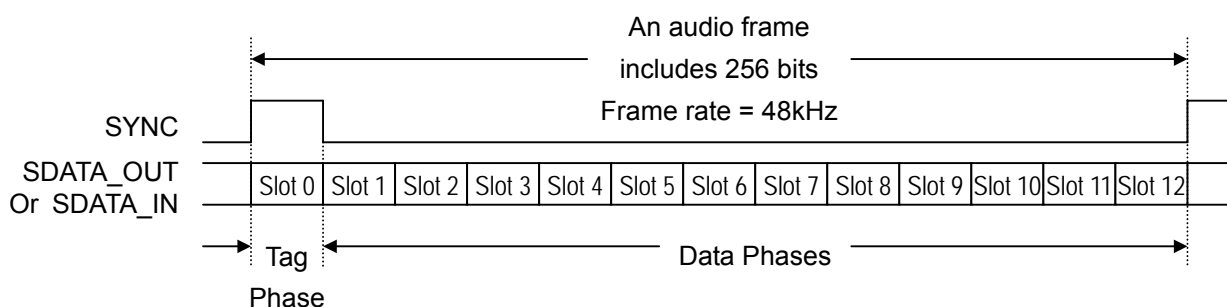 An audio frame
includes 256 bits
Frame rate = 48kHz
SYNC
SDATA_OUT
Or SDATA_IN
Slot 0 Slot 1 Slot 2 Slot 3 Slot 4 Slot 5 Slot 6 Slot 7 Slot 8 Slot 9 Slot 10 Slot 11 Slot 12
Tag
Phase
Data Phases